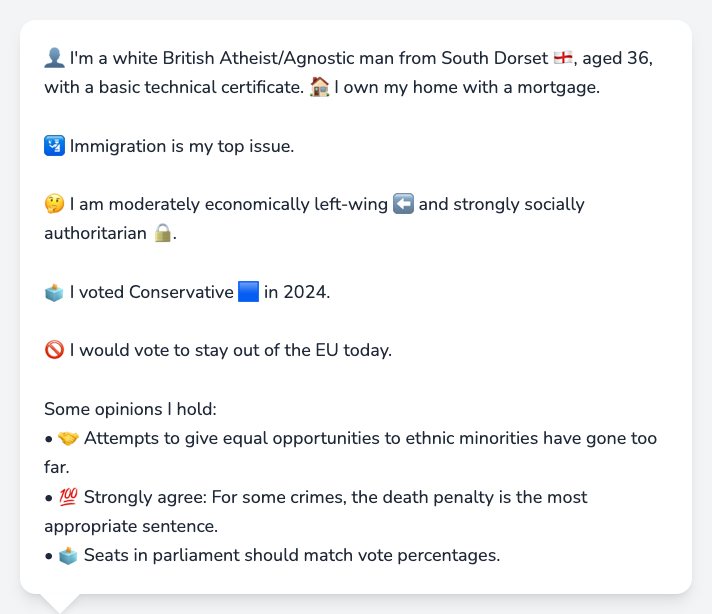 👤 I'm a white British Atheist/Agnostic man from South Dorset 🏴󠁧󠁢󠁥󠁮󠁧󠁿, aged 36,
with a basic technical certificate. 🏠 I own my home with a mortgage.
🛂 Immigration is my top issue.
🤔 I am moderately economically left-wing ⬅️ and strongly socially
authoritarian 🔒.
🗳️ I voted Conservative 🟦 in 2024.
🚫 I would vote to stay out of the EU today.
Some opinions I hold:
• 🤝 Attempts to give equal opportunities to ethnic minorities have gone too
far.
• 💯 Strongly agree: For some crimes, the death penalty is the most
appropriate sentence.
• 🗳️ Seats in parliament should match vote percentages.